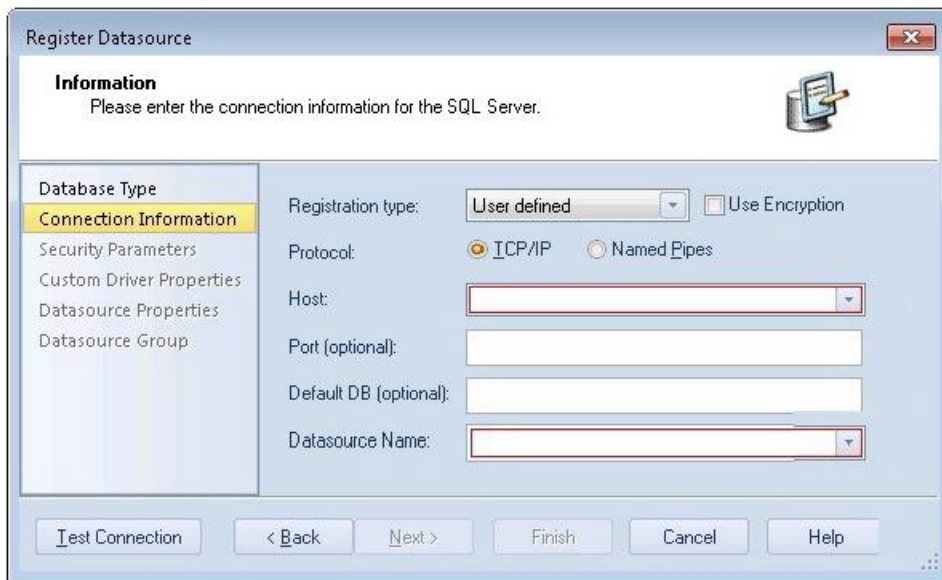 Register Datasource
Information
Please enter the connection information for the SQL Server.
Database Type
Connection Information
Security Parameters
Custom Driver Properties
Datasource Properties
Datasource Group
Registration type: User defined Use Encryption
Protocol: TCP/IP Named Pipes
Host:
Port (optional):
Default DB (optional):
Datasource Name:
Test Connection < Back Next > Finish Cancel Help